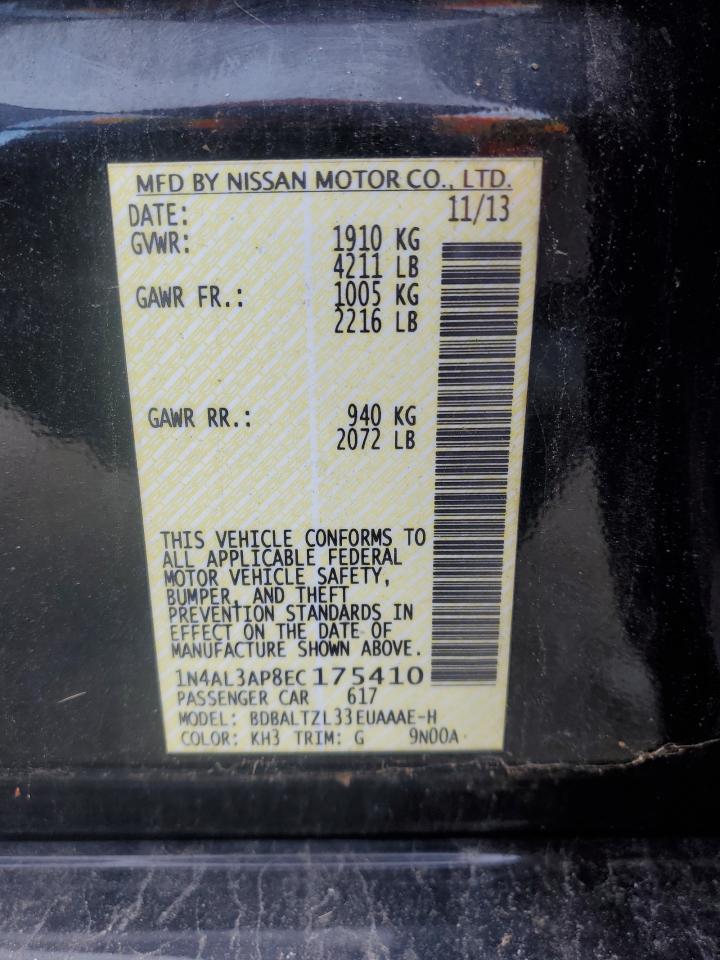 MFD BY NISSAN MOTOR CO., LTD.
DATE: 11/13
GVWR: 1910 KG
4211 LB
GAWR FR.: 1005 KG
2216 LB
GAWR RR.: 940 KG
2072 LB
THIS VEHICLE CONFORMS TO
ALL APPLICABLE FEDERAL
MOTOR VEHICLE SAFETY,
BUMPER, AND THEFT
PREVENTION STANDARDS IN
EFFECT ON THE DATE OF
MANUFACTURE SHOWN ABOVE.
1N4AL3AP8EC175410
PASSENGER CAR 617
MODEL: BDBALTZL33EUAAAE-H
COLOR: KH3 TRIM: G 9N00A